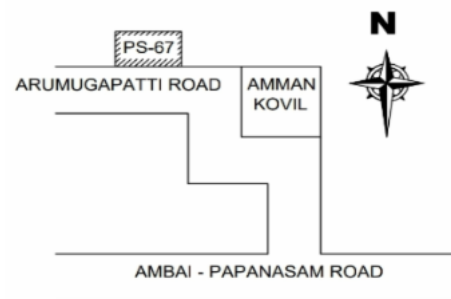 N
PS-67
ARUMUGAPATTI ROAD
AMMAN
KOVIL
AMBAI - PAPANASAM ROAD